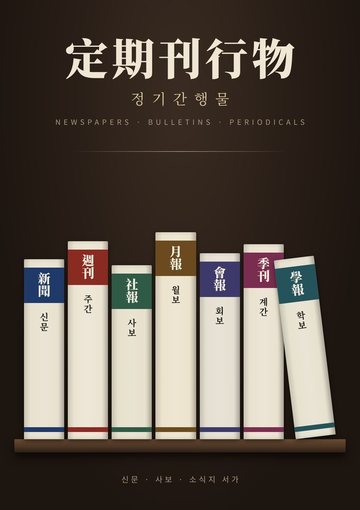 定期刊行物
정기간행물
NEWSPAPERS · BULLETINS · PERIODICALS
新聞
신문
週刊
주간
社報
사보
月報
월보
會報
회보
季刊
계간
學報
학보
신문 · 사보 · 소식지 서가